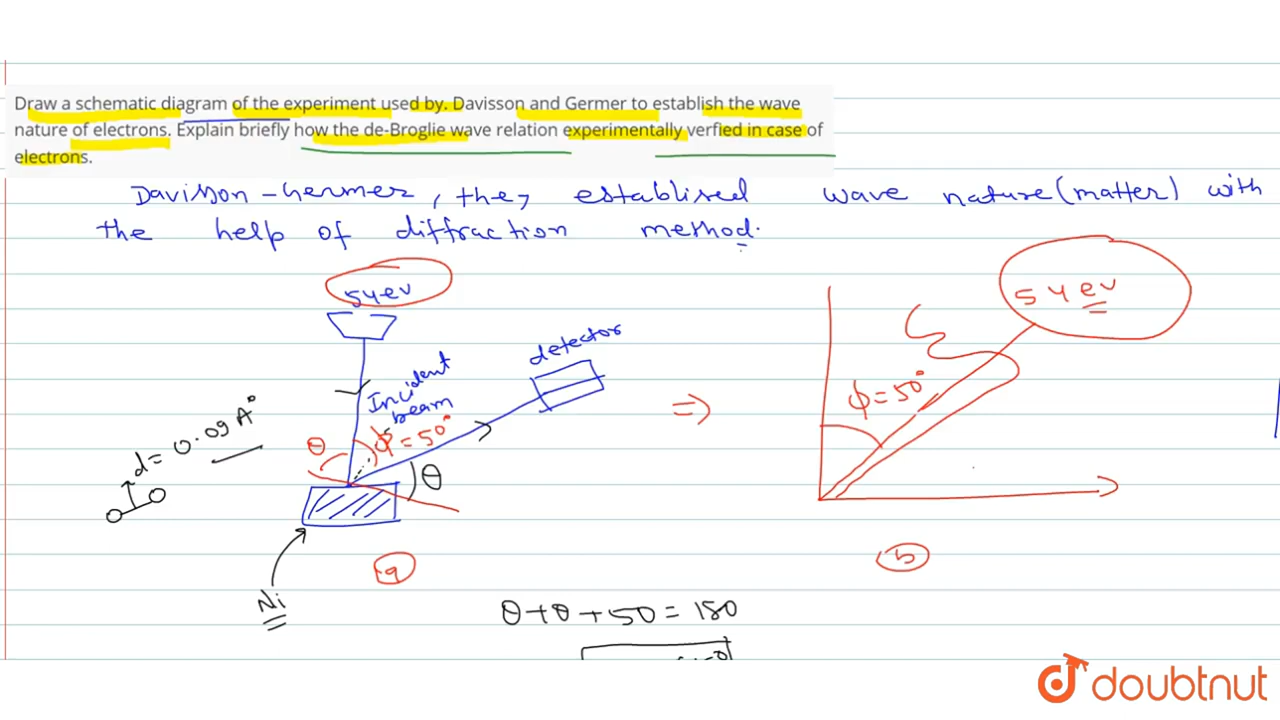 Draw a schematic diagram of the experiment used by. Davisson and Germer to establish the wave
nature of electrons. Explain briefly how the de-Broglie wave relation experimentally verfied in case of
electrons.
Davisson-hermer, they establised wave nature (matter) with
the help of diffraction method.
54ev
Incident
beam
detector
θ
ϕ = 50°
θ
d = 0.09 A°
Ni
a
⇒
54 ev
ϕ = 50°
b
θ + θ + 50 = 180
doubtnut